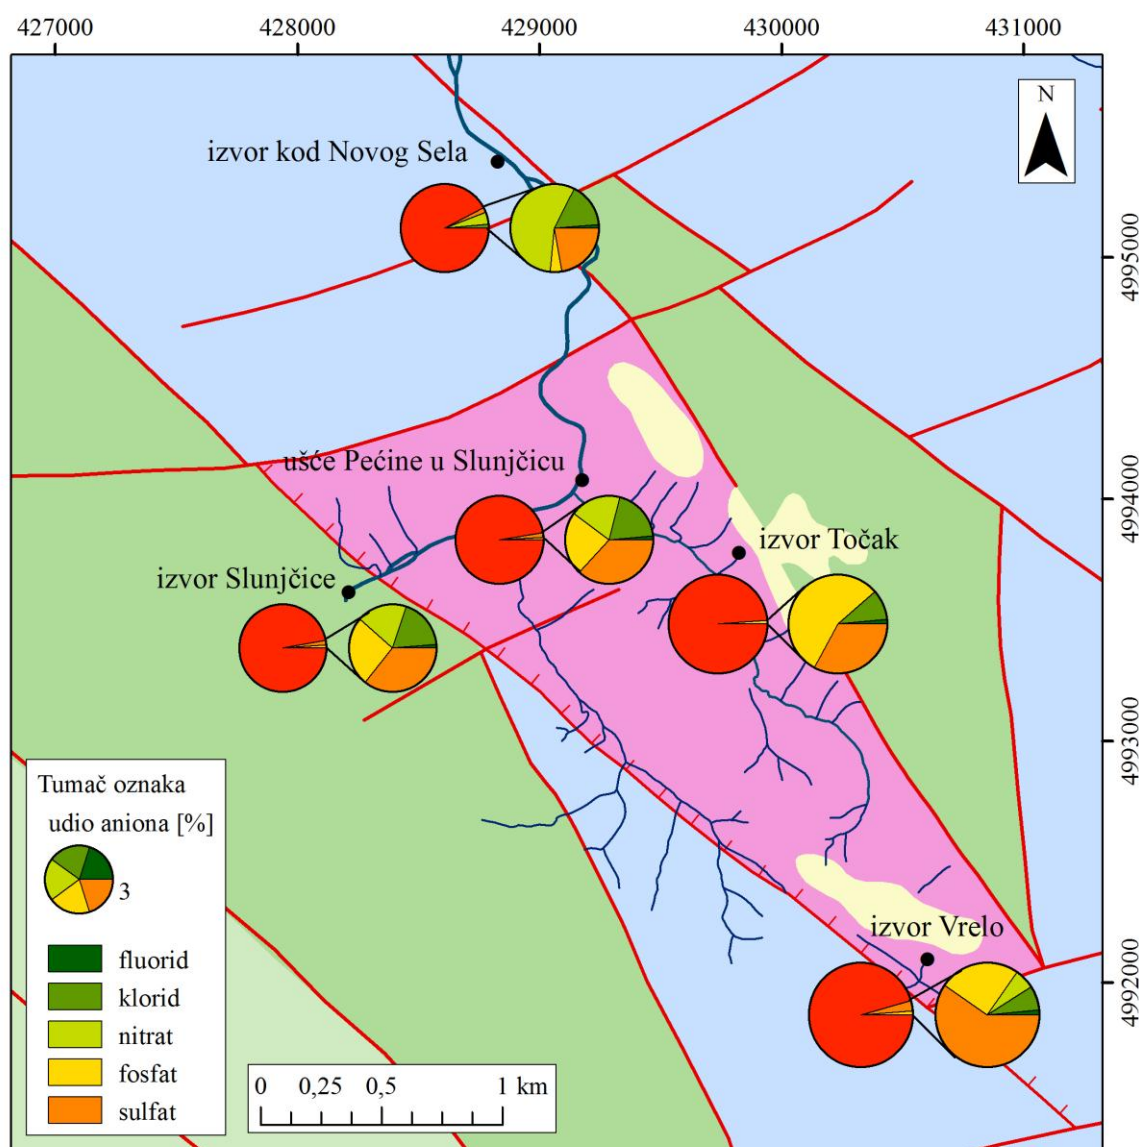 427000 428000 429000 430000 431000
N
izvor kod Novog Sela
4995000
ušće Pećine u Slunjčicu
4994000
izvor Točak
izvor Slunjčice
4993000
Tumač oznaka
udio aniona [%]
3
izvor Vrelo
fluorid
4992000
klorid
nitrat
fosfat
sulfat
0 0,25 0,5 1 km